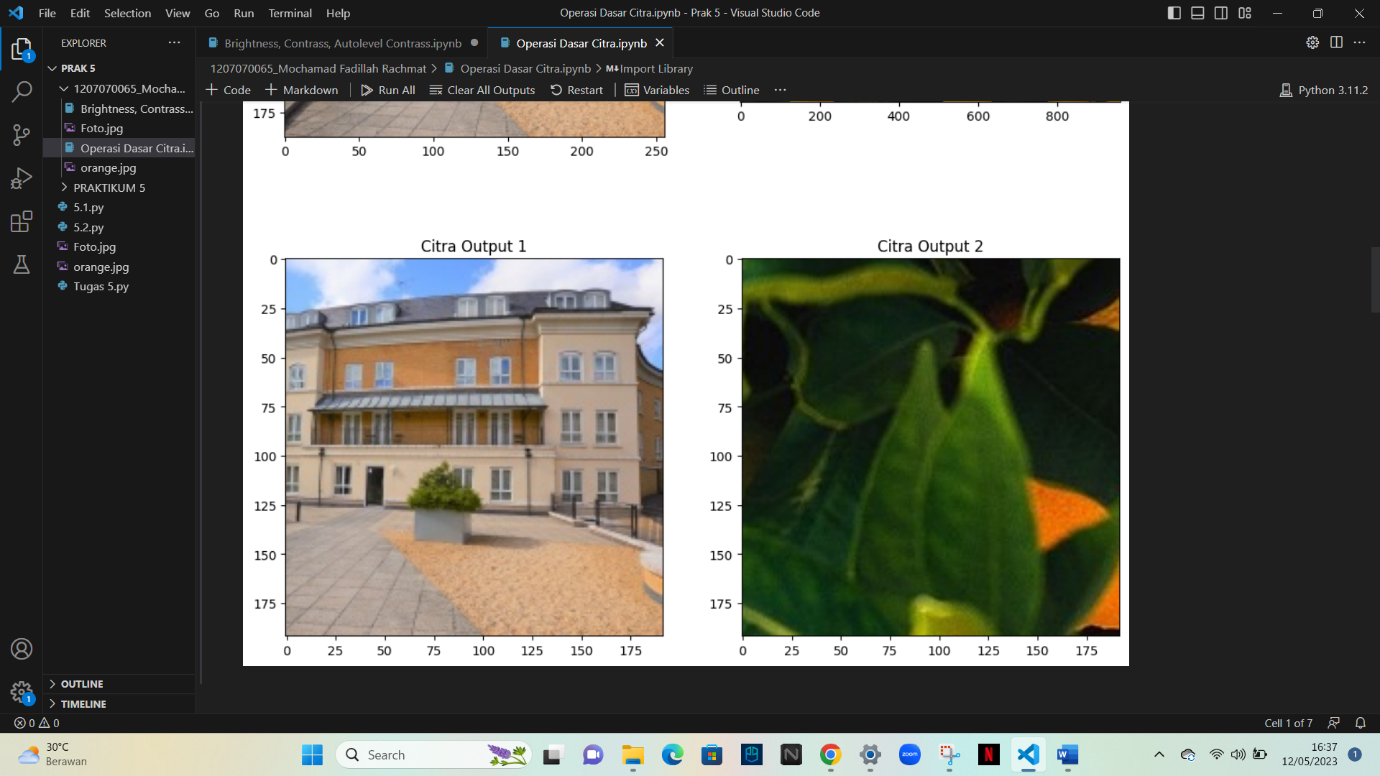 File Edit Selection View Go Run Terminal Help
Operasi Dasar Citra.ipynb - Prak 5 - Visual Studio Code
EXPLORER
PRAK 5
1207070065_Mocha...
Brightness, Contrass...
Foto.jpg
Operasi Dasar Citra.i...
orange.jpg
PRAKTIKUM 5
5.1.py
5.2.py
Foto.jpg
orange.jpg
Tugas 5.py
OUTLINE
TIMELINE
Brightness, Contrass, Autolevel Contrass.ipynb
Operasi Dasar Citra.ipynb
1207070065_Mochamad Fadillah Rachmat > Operasi Dasar Citra.ipynb > M↓Import Library
+ Code + Markdown Run All Clear All Outputs Restart Variables Outline ...
Python 3.11.2
175
0 50 100 150 200 250
0 200 400 600 800
Citra Output 1
0
25
50
75
100
125
150
175
0 25 50 75 100 125 150 175
Citra Output 2
0
25
50
75
100
125
150
175
0 25 50 75 100 125 150 175
1
1
0 0
Cell 1 of 7
30°C
Berawan
Search
zoom
N
N
W
16:37
12/05/2023
1